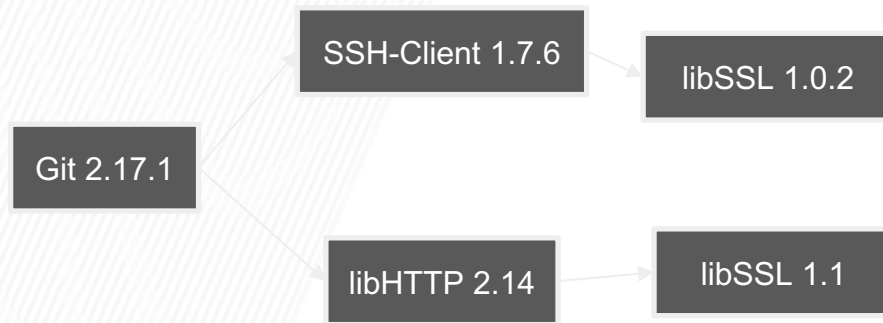 SSH-Client 1.7.6
libSSL 1.0.2
Git 2.17.1
libHTTP 2.14
libSSL 1.1